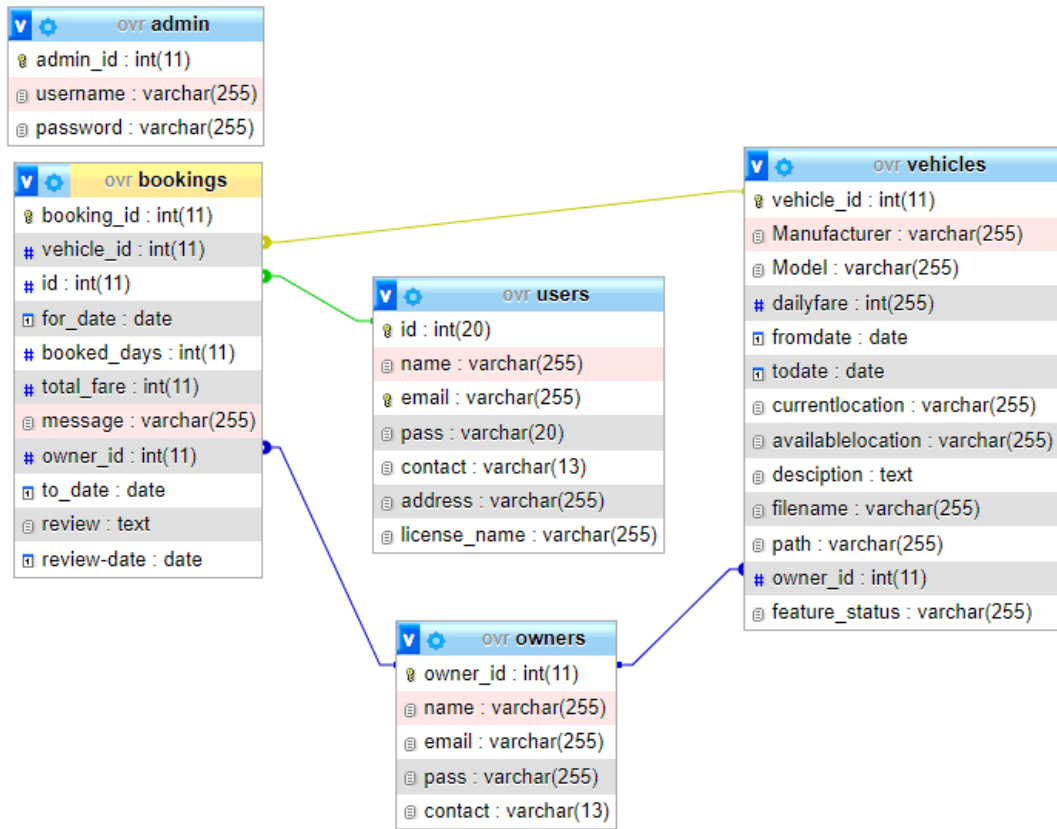 v ovr admin
admin_id : int(11)
username : varchar(255)
password : varchar(255)
v ovr bookings
booking_id : int(11)
# vehicle_id : int(11)
# id : int(11)
for_date : date
# booked_days : int(11)
# total_fare : int(11)
message : varchar(255)
# owner_id : int(11)
to_date : date
review : text
review-date : date
v ovr users
id : int(20)
name : varchar(255)
email : varchar(255)
pass : varchar(20)
contact : varchar(13)
address : varchar(255)
license_name : varchar(255)
v ovr owners
owner_id : int(11)
name : varchar(255)
email : varchar(255)
pass : varchar(255)
contact : varchar(13)
v ovr vehicles
vehicle_id : int(11)
Manufacturer : varchar(255)
Model : varchar(255)
# dailyfare : int(255)
fromdate : date
todate : date
currentlocation : varchar(255)
availablelocation : varchar(255)
desciption : text
filename : varchar(255)
path : varchar(255)
# owner_id : int(11)
feature_status : varchar(255)